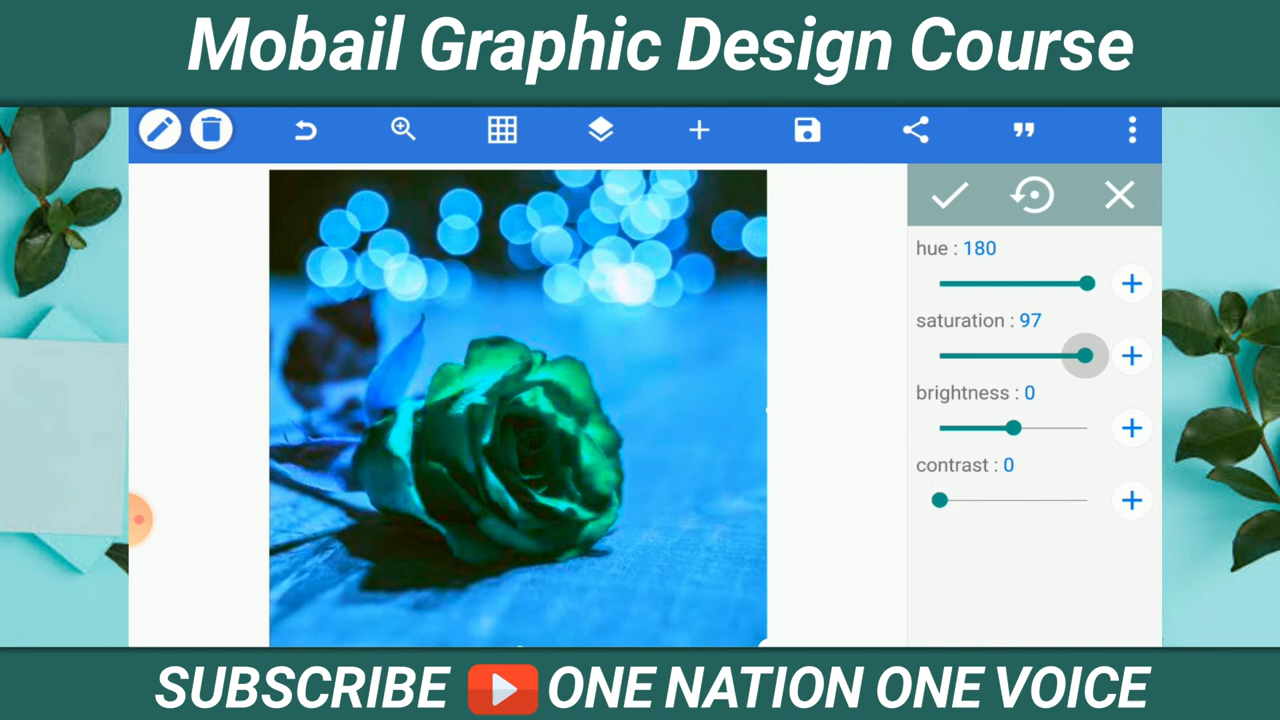 Mobail Graphic Design Course
hue : 180
saturation : 97
brightness : 0
contrast : 0
SUBSCRIBE ONE NATION ONE VOICE